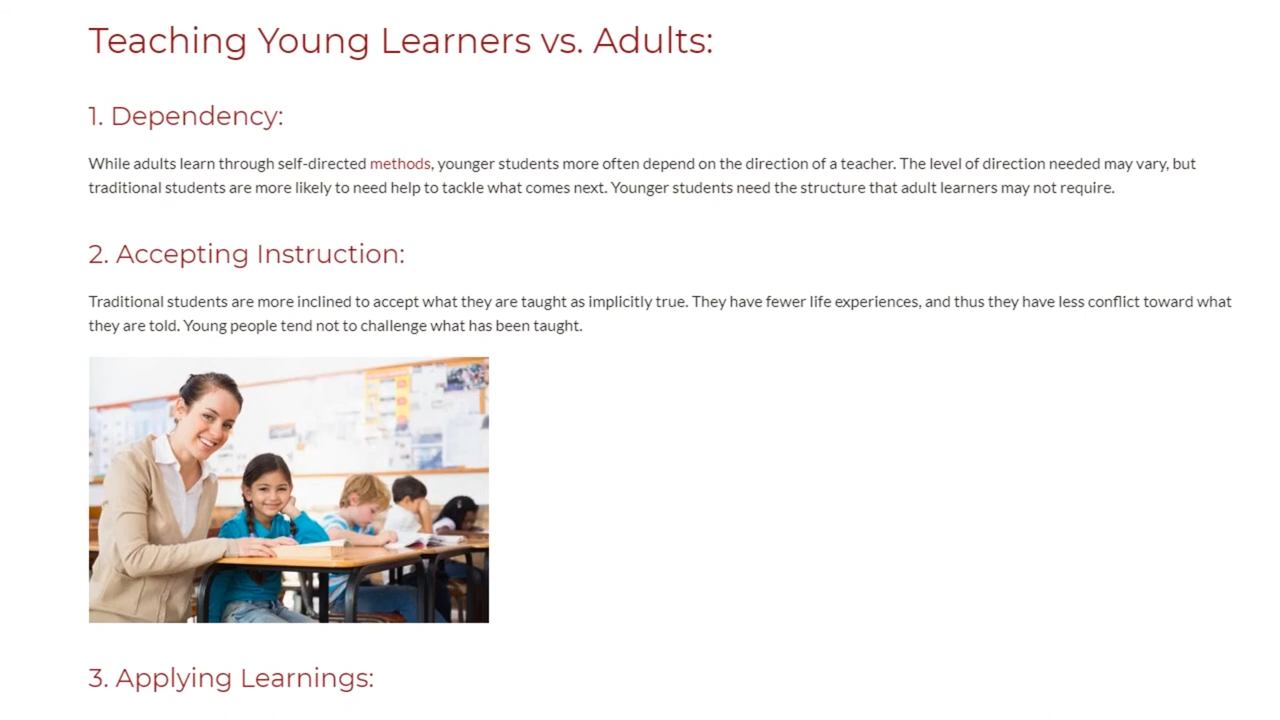 Teaching Young Learners vs. Adults:
1. Dependency:
While adults learn through self-directed methods, younger students more often depend on the direction of a teacher. The level of direction needed may vary, but
traditional students are more likely to need help to tackle what comes next. Younger students need the structure that adult learners may not require.
2. Accepting Instruction:
Traditional students are more inclined to accept what they are taught as implicitly true. They have fewer life experiences, and thus they have less conflict toward what
they are told. Young people tend not to challenge what has been taught.
3. Applying Learnings: